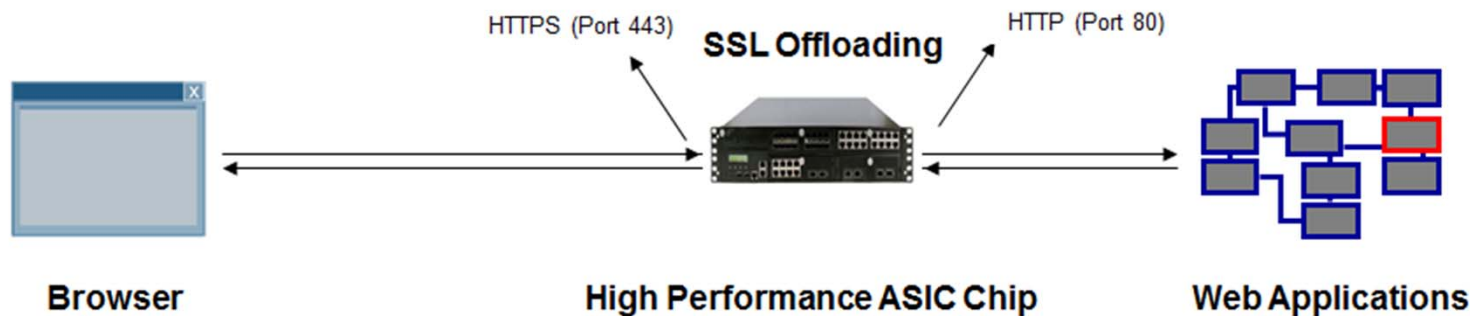 HTTPS (Port 443)
SSL Offloading
HTTP (Port 80)
X
Browser
High Performance ASIC Chip
Web Applications